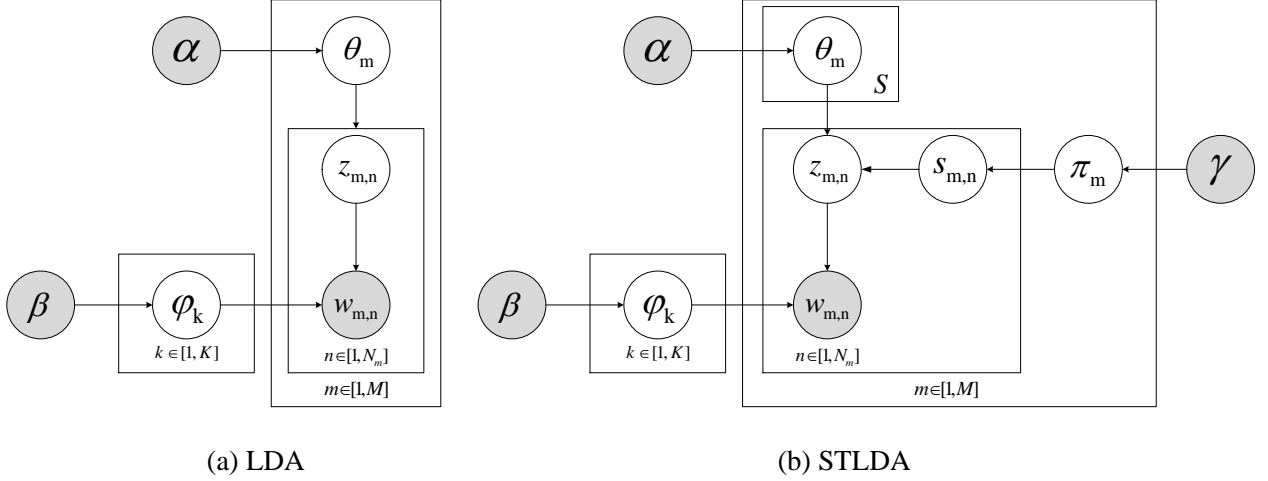 α
θm
zm,n
β
φk
wm,n
k∈[1,K]
n∈[1,Nm]
m∈[1,M]
(a) LDA
α
θm
S
zm,n
sm,n
πm
γ
β
φk
wm,n
k∈[1,K]
n∈[1,Nm]
m∈[1,M]
(b) STLDA